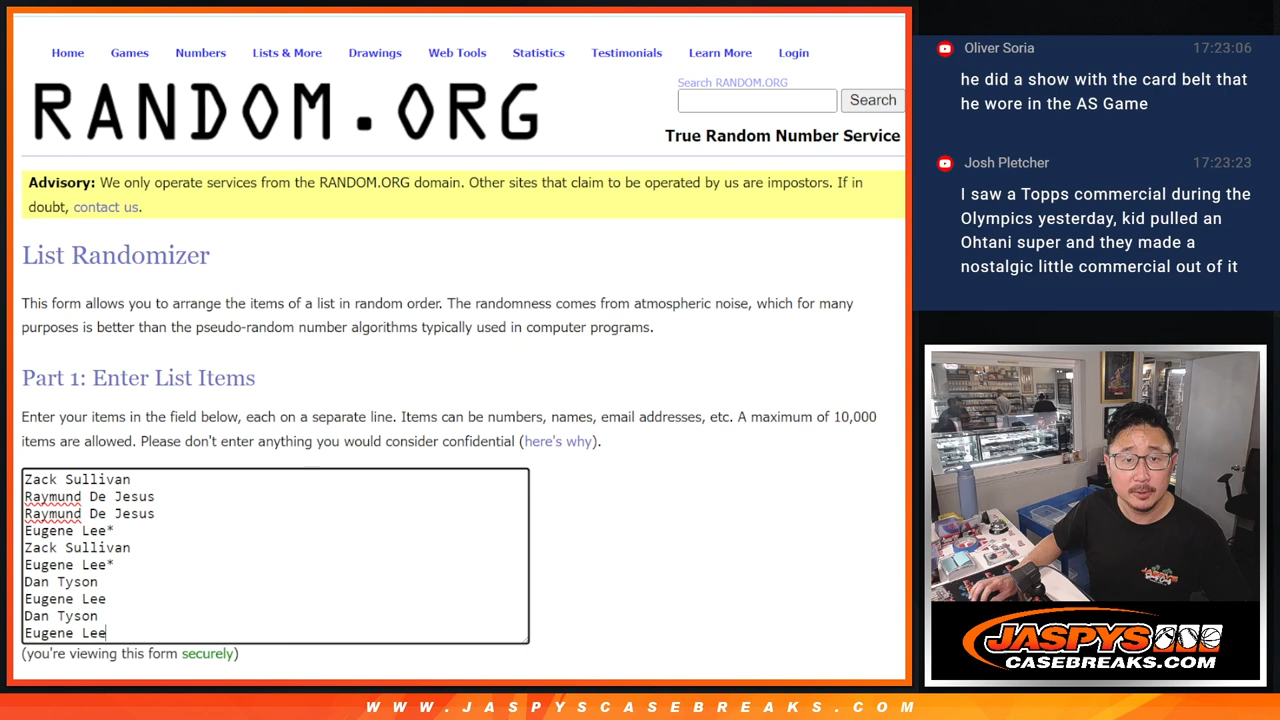 Home Games Numbers Lists & More Drawings Web Tools Statistics Testimonials Learn More Login
RANDOM.ORG
Search RANDOM.ORG
Search
True Random Number Service
Advisory: We only operate services from the RANDOM.ORG domain. Other sites that claim to be operated by us are impostors. If in
doubt, contact us.
List Randomizer
This form allows you to arrange the items of a list in random order. The randomness comes from atmospheric noise, which for many
purposes is better than the pseudo-random number algorithms typically used in computer programs.
Part 1: Enter List Items
Enter your items in the field below, each on a separate line. Items can be numbers, names, email addresses, etc. A maximum of 10,000
items are allowed. Please don't enter anything you would consider confidential (here's why).
Zack Sullivan
Raymund De Jesus
Raymund De Jesus
Eugene Lee*
Zack Sullivan
Eugene Lee*
Dan Tyson
Eugene Lee
Dan Tyson
Eugene Lee
(you're viewing this form securely)
Oliver Soria 17:23:06
he did a show with the card belt that
he wore in the AS Game
Josh Pletcher 17:23:23
I saw a Topps commercial during the
Olympics yesterday, kid pulled an
Ohtani super and they made a
nostalgic little commercial out of it
JASPYS
CASEBREAKS.COM
WWW.JASPYSCASEBREAKS.COM